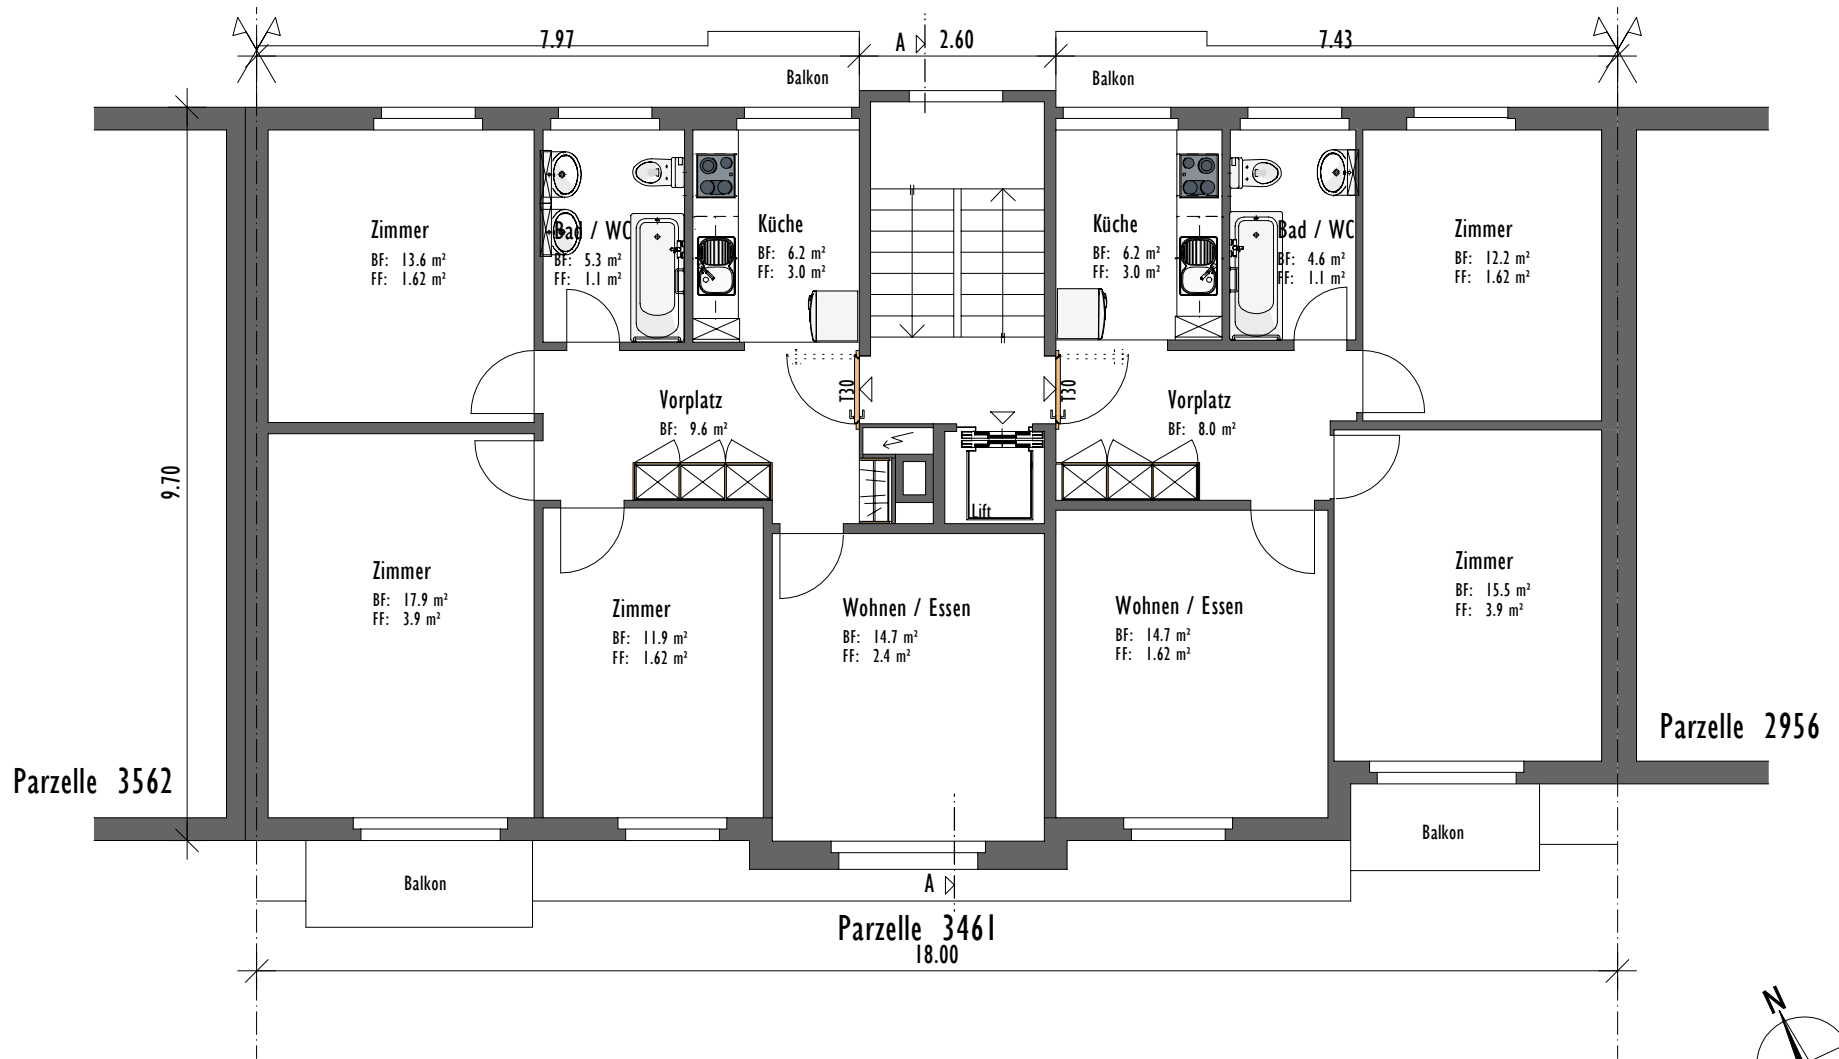 7.97
A
2.60
7.43
Balkon
Balkon
Zimmer
BF: 13.6 m²
FF: 1.62 m²
Bad / WC
BF: 5.3 m²
FF: 1.1 m²
Küche
BF: 6.2 m²
FF: 3.0 m²
Küche
BF: 6.2 m²
FF: 3.0 m²
Bad / WC
BF: 4.6 m²
FF: 1.1 m²
Zimmer
BF: 12.2 m²
FF: 1.62 m²
T30
T30
Vorplatz
BF: 9.6 m²
Vorplatz
BF: 8.0 m²
9.70
Lift
Zimmer
BF: 17.9 m²
FF: 3.9 m²
Zimmer
BF: 11.9 m²
FF: 1.62 m²
Wohnen / Essen
BF: 14.7 m²
FF: 2.4 m²
Wohnen / Essen
BF: 14.7 m²
FF: 1.62 m²
Zimmer
BF: 15.5 m²
FF: 3.9 m²
Parzelle 3562
Parzelle 2956
Balkon
Balkon
A
Parzelle 3461
18.00
N